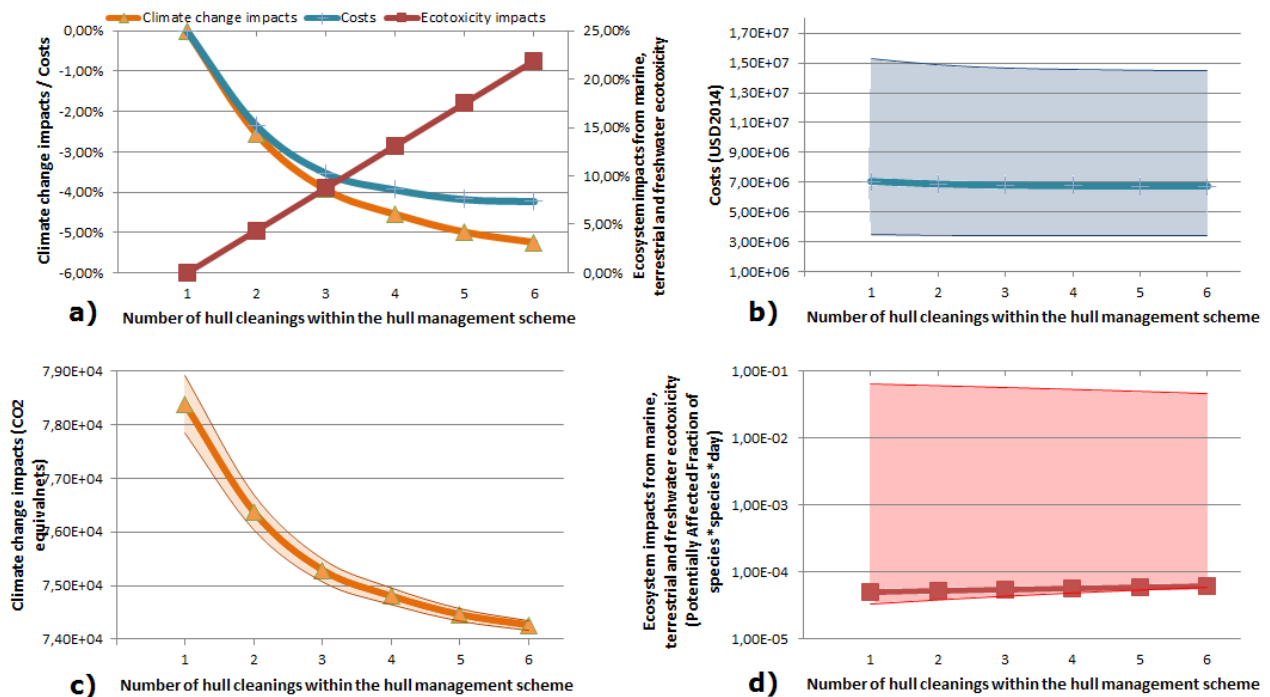 Climate change impacts
Costs
Ecotoxicity impacts
Climate change impacts / Costs
0,00%
-1,00%
-2,00%
-3,00%
-4,00%
-5,00%
-6,00%
25,00%
20,00%
15,00%
10,00%
5,00%
0,00%
Ecosystem impacts from marine,
terrestrial and freshwater ecotoxicity
1 2 3 4 5 6
a)
Number of hull cleanings within the hull management scheme
Costs (USD2014)
1,70E+07
1,50E+07
1,30E+07
1,10E+07
9,00E+06
7,00E+06
5,00E+06
3,00E+06
1,00E+06
1 2 3 4 5 6
b)
Number of hull cleanings within the hull management scheme
Climate change impacts (CO2
equivalnets)
7,90E+04
7,80E+04
7,70E+04
7,60E+04
7,50E+04
7,40E+04
1 2 3 4 5 6
c)
Number of hull cleanings within the hull management scheme
Ecosystem impacts from marine,
terrestrial and freshwater ecotoxicity
(Potentially Affected Fraction of
species*species*day)
1,00E-01
1,00E-02
1,00E-03
1,00E-04
1,00E-05
1 2 3 4 5 6
d)
Number of hull cleanings within the hull management scheme